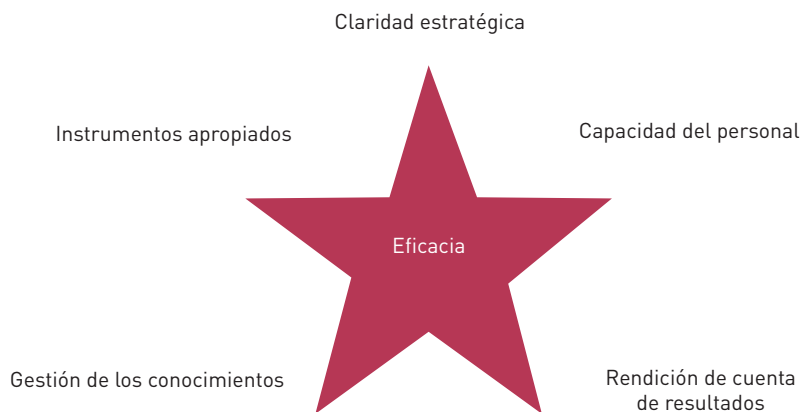 Claridad estratégica
Instrumentos apropiados
Capacidad del personal
Eficacia
Gestión de los conocimientos
Rendición de cuenta
de resultados